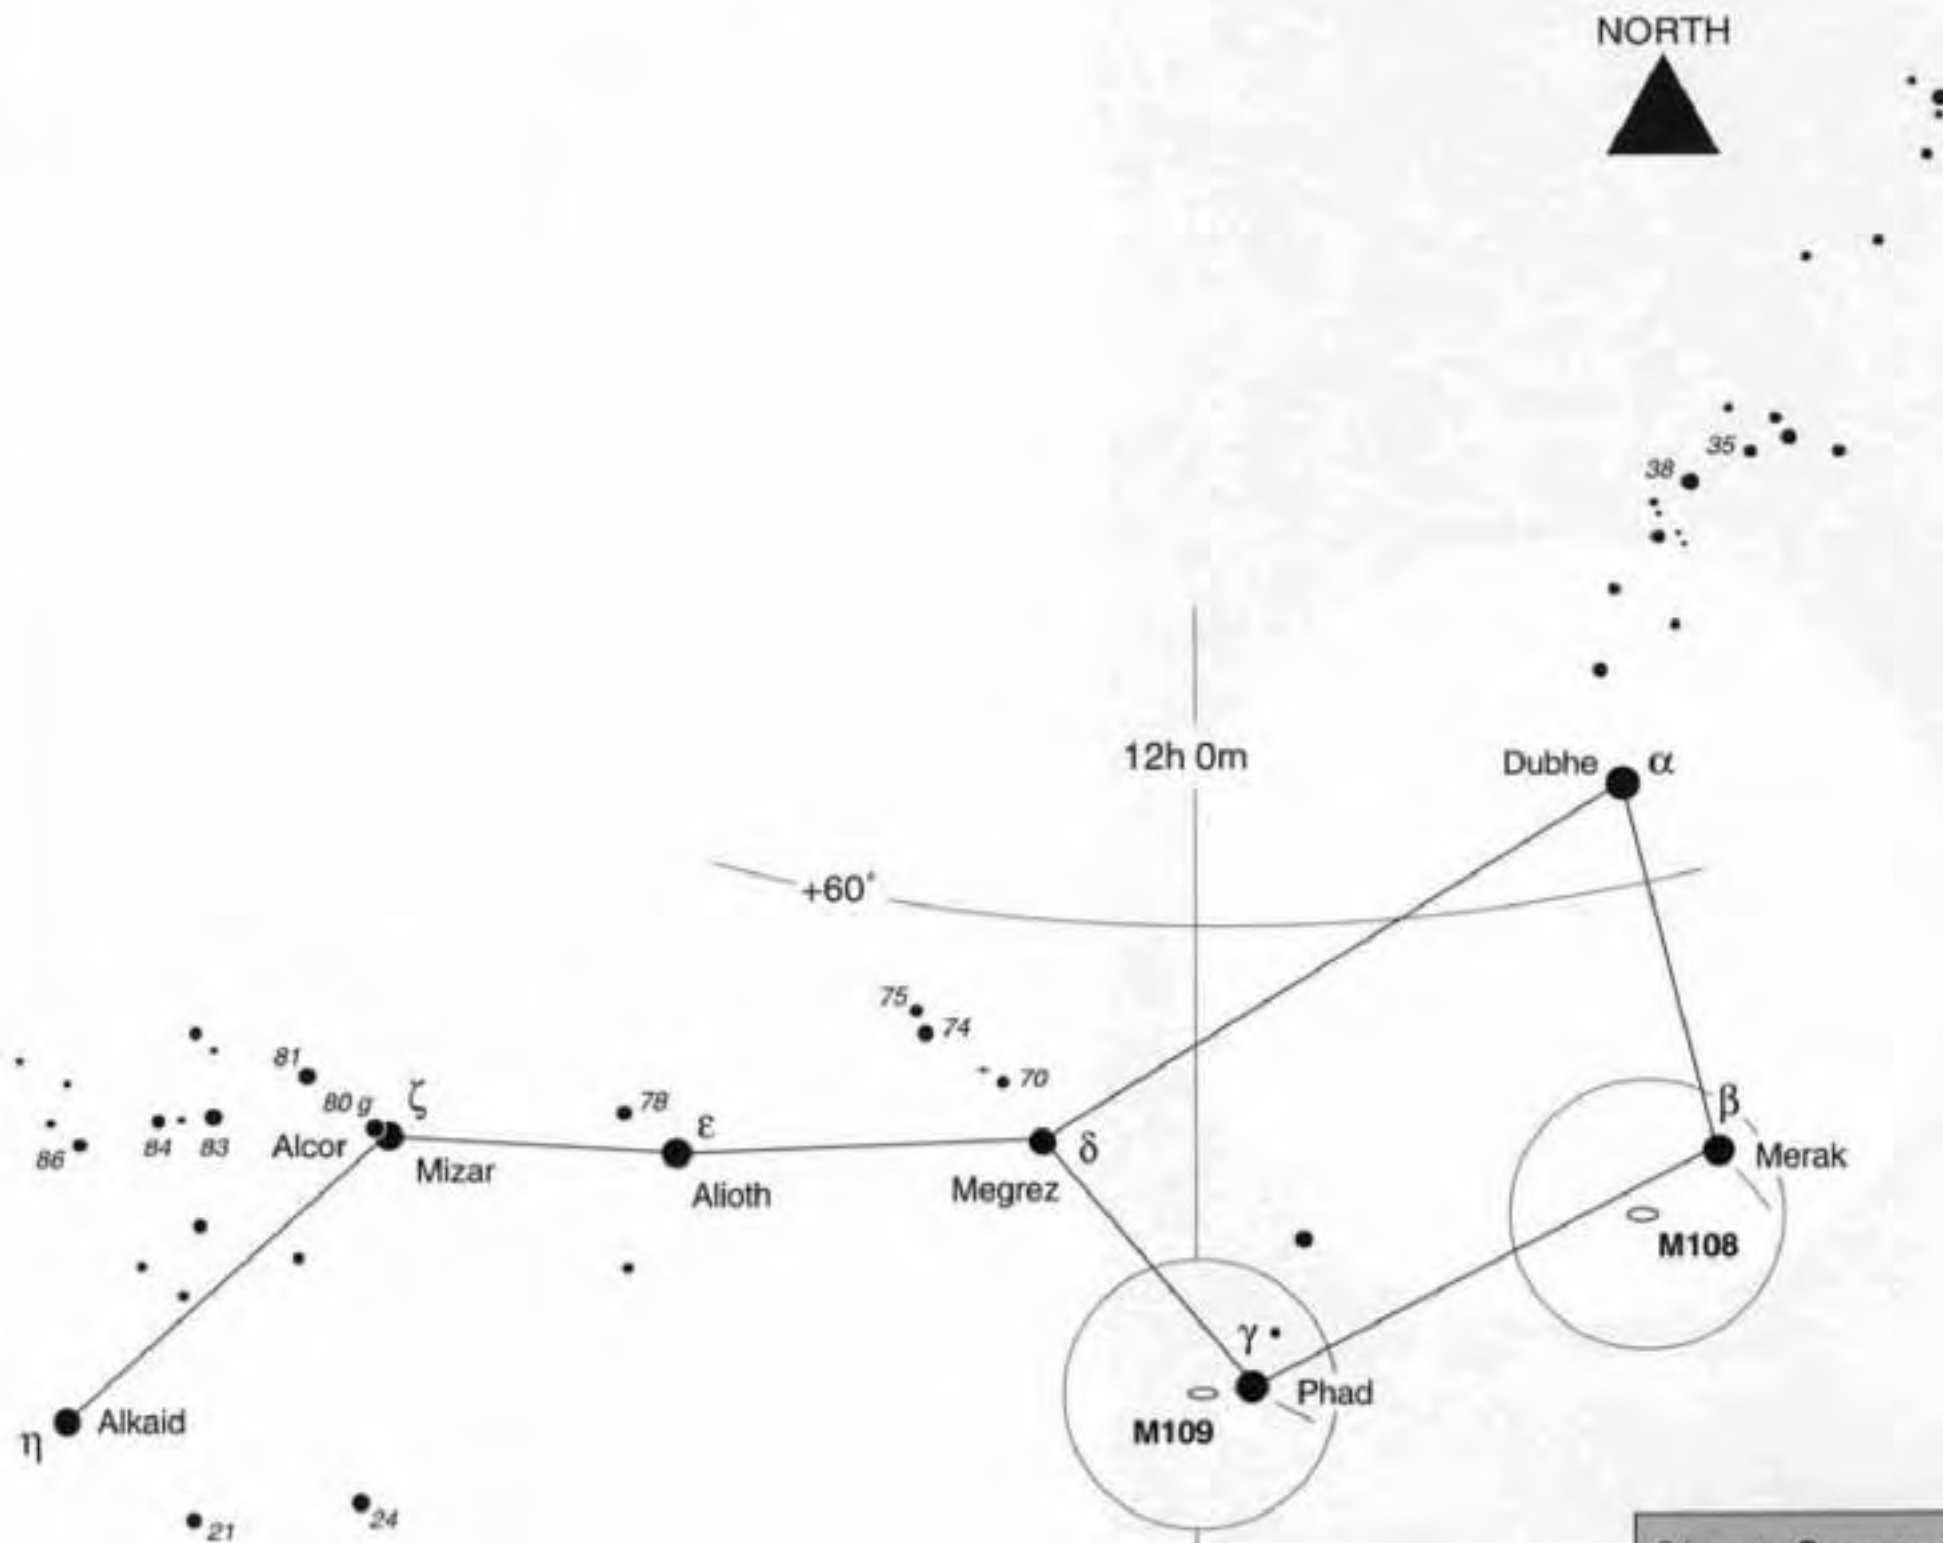 NORTH
35
38
12h 0m
Dubhe α
+60°
75
74
70
81
80 g ζ
Alcor
Mizar
84
83
86
78
ε
Alioth
δ
Megrez
β
Merak
M108
γ
Phad
M109
η Alkaid
21
24